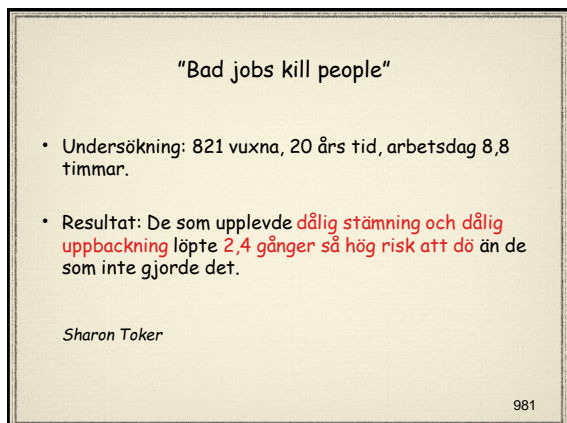 ”Bad jobs kill people”
• Undersökning: 821 vuxna, 20 års tid, arbetsdag 8,8
timmar.
• Resultat: De som upplevde dålig stämning och dålig
uppbackning löpte 2,4 gånger så hög risk att dö än de
som inte gjorde det.
Sharon Toker
981